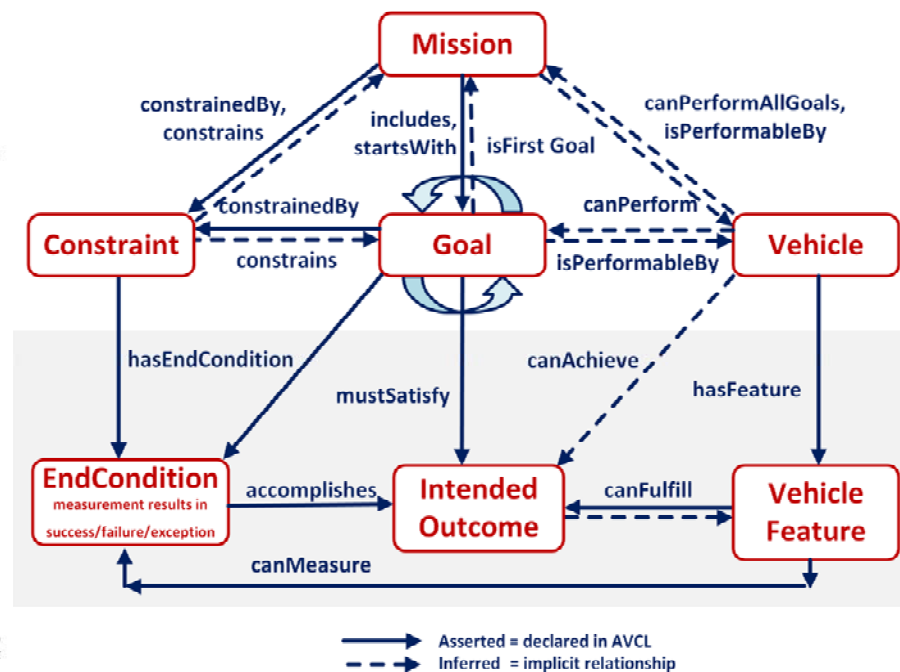 Mission
constrainedBy,
constrains
includes,
startsWith
isFirst Goal
canPerformAllGoals,
isPerformableBy
Constraint
constrainedBy
constrains
Goal
canPerform
isPerformableBy
Vehicle
hasEndCondition
mustSatisfy
canAchieve
hasFeature
EndCondition
measurement results in
success/failure/exception
accomplishes
Intended
Outcome
canFulfill
Vehicle
Feature
canMeasure
Asserted = declared in AVCL
Inferred = implicit relationship